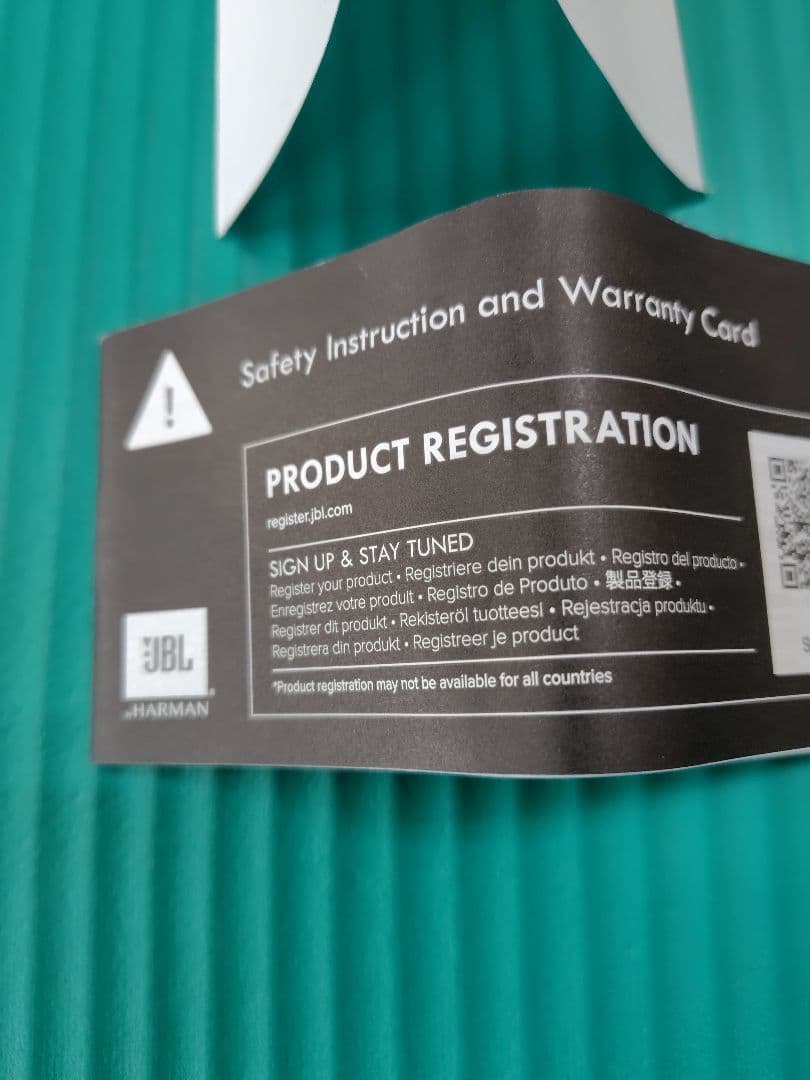 Safety Instruction and Warranty Card
!
PRODUCT REGISTRATION
register.jbl.com
SIGN UP & STAY TUNED
Register your product • Registriere dein produkt • Registro del producto •
Enregistrez votre produit • Registro de Produto • 製品登録 •
Registrer dit produkt • Rekisteröi tuotteesi • Rejestracja produktu •
Registrera din produkt • Registreer je product
*Product registration may not be available for all countries
JBL
by HARMAN